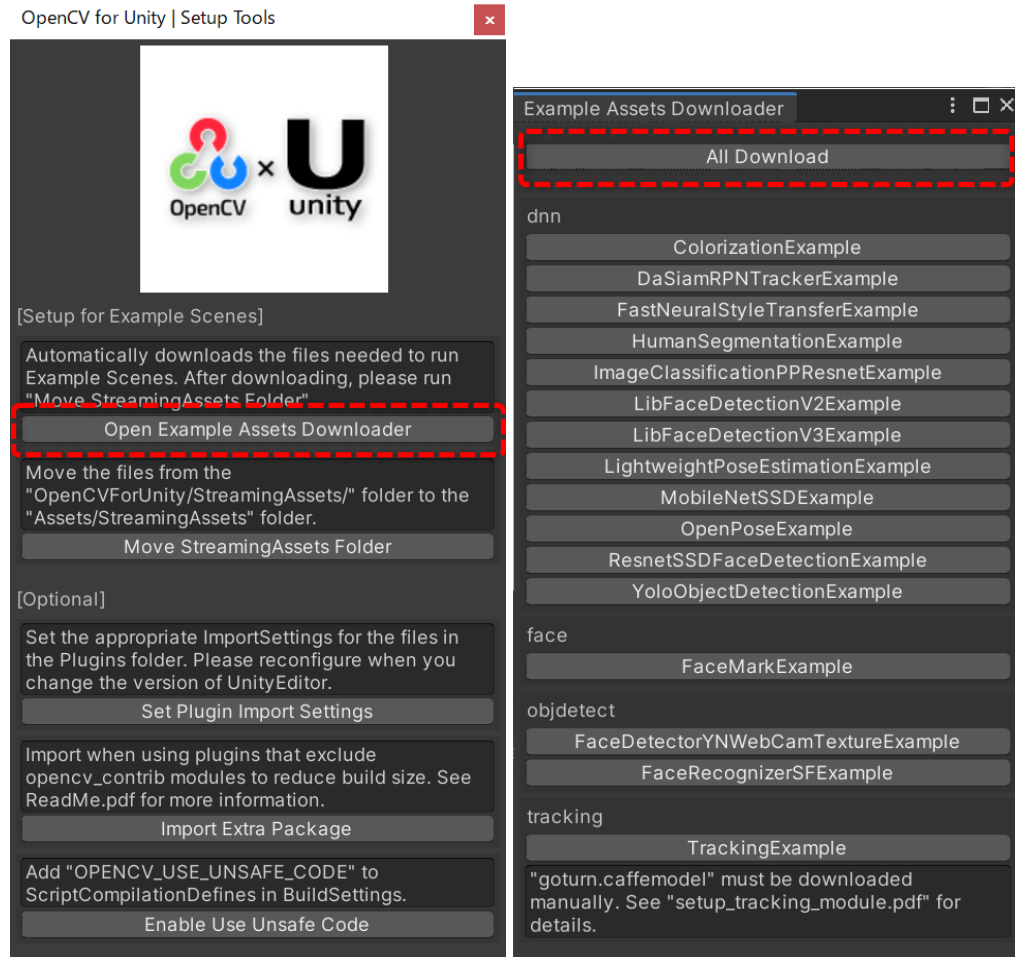 OpenCV for Unity | Setup Tools
x
OpenCV
×
unity
[Setup for Example Scenes]
Automatically downloads the files needed to run
Example Scenes. After downloading, please run
"Move StreamingAssets Folder"
Open Example Assets Downloader
Move the files from the
"OpenCVForUnity/StreamingAssets/" folder to the
"Assets/StreamingAssets" folder.
Move StreamingAssets Folder
[Optional]
Set the appropriate ImportSettings for the files in
the Plugins folder. Please reconfigure when you
change the version of UnityEditor.
Set Plugin Import Settings
Import when using plugins that exclude
opencv_contrib modules to reduce build size. See
ReadMe.pdf for more information.
Import Extra Package
Add "OPENCV_USE_UNSAFE_CODE" to
ScriptCompilationDefines in BuildSettings.
Enable Use Unsafe Code
Example Assets Downloader
All Download
dnn
ColorizationExample
DaSiamRPNTrackerExample
FastNeuralStyleTransferExample
HumanSegmentationExample
ImageClassificationPPResnetExample
LibFaceDetectionV2Example
LibFaceDetectionV3Example
LightweightPoseEstimationExample
MobileNetSSDExample
OpenPoseExample
ResnetSSDFaceDetectionExample
YoloObjectDetectionExample
face
FaceMarkExample
objdetect
FaceDetectorYNWebCamTextureExample
FaceRecognizerSFExample
tracking
TrackingExample
"goturn.caffemodel" must be downloaded
manually. See "setup_tracking_module.pdf" for
details.